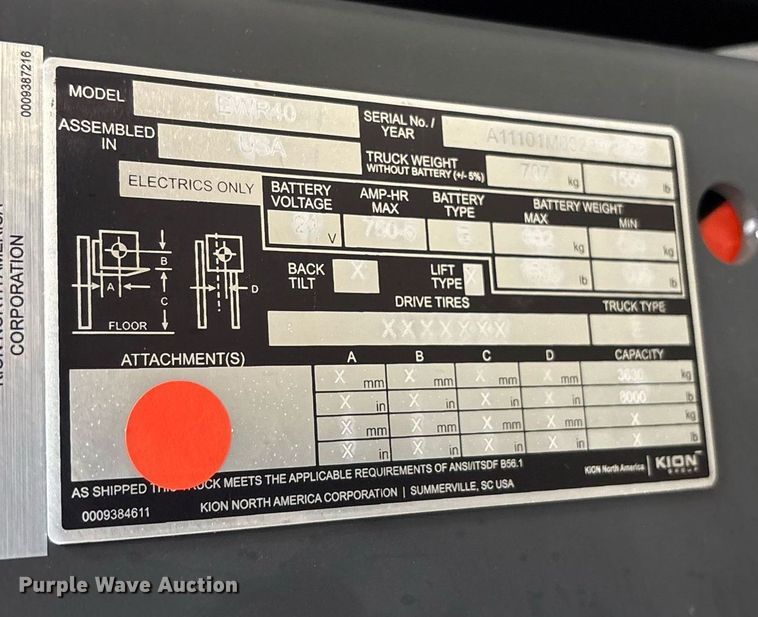 0009387216
CORPORATION
MODEL EWR40
SERIAL No. / YEAR
ASSEMBLED IN USA
TRUCK WEIGHT WITHOUT BATTERY (+/- 5%) 707 kg lb
ELECTRICS ONLY
BATTERY VOLTAGE V
AMP-HR MAX
BATTERY TYPE
BATTERY WEIGHT
MAX kg lb
MIN kg lb
BACK TILT X
LIFT TYPE X
A B C D
FLOOR
DRIVE TIRES
XXXXXXX
TRUCK TYPE
ATTACHMENT(S) A B C D CAPACITY
X mm X mm X mm X mm 3630 kg
X in X in X in X in 8000 lb
X mm X mm X mm X mm X kg
X in X in X in X in X lb
AS SHIPPED TRUCK MEETS THE APPLICABLE REQUIREMENTS OF ANSI/ITSDF B56.1
KION NORTH AMERICA CORPORATION | SUMMERVILLE, SC USA
0009384611
KION North America | KION GROUP
Purple Wave Auction